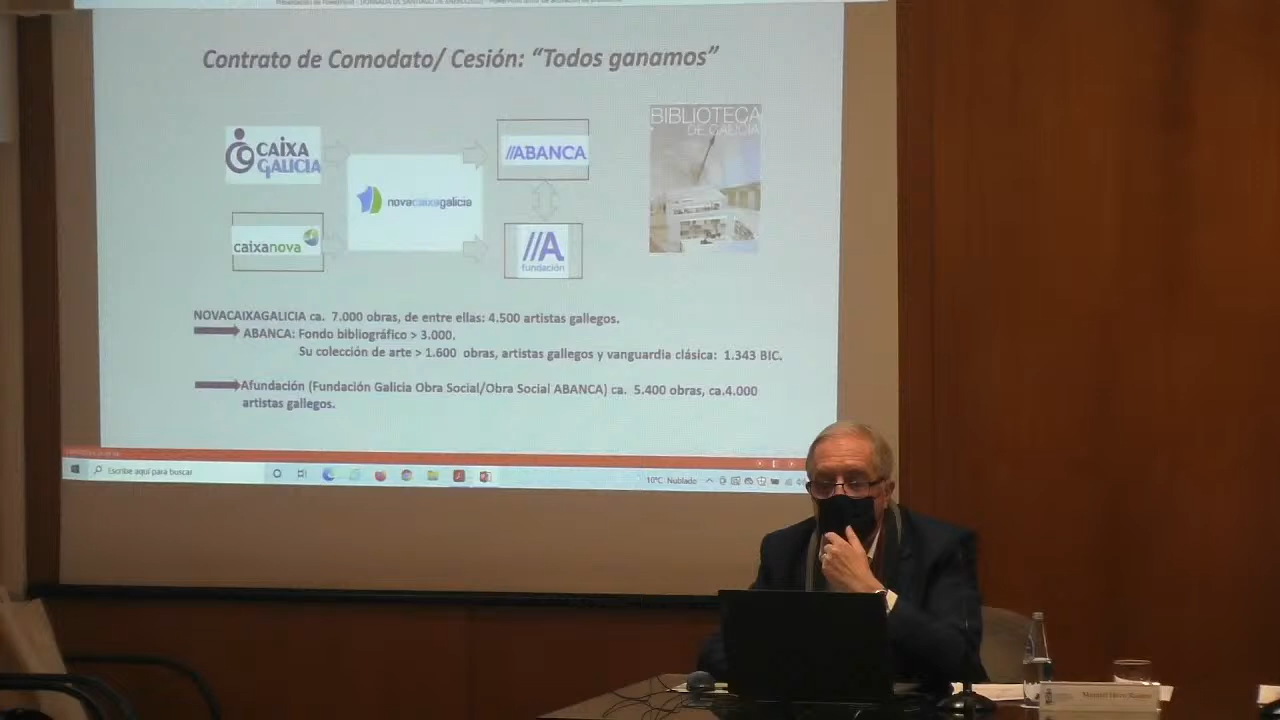 Contrato de Comodato/ Cesión: “Todos ganamos”
CAIXA
GALICIA
caixanova
novacaixagalicia
//ABANCA
//A
fundación
BIBLIOTECA
DE GALICIA
NOVACAIXAGALICIA ca. 7.000 obras, de entre ellas: 4.500 artistas gallegos.
ABANCA: Fondo bibliográfico > 3.000.
Su colección de arte > 1.600 obras, artistas gallegos y vanguardia clásica: 1.343 BIC.
Afundación (Fundación Galicia Obra Social/Obra Social ABANCA) ca. 5.400 obras, ca.4.000
artistas gallegos.
Escribe aquí para buscar
10°C Nublado